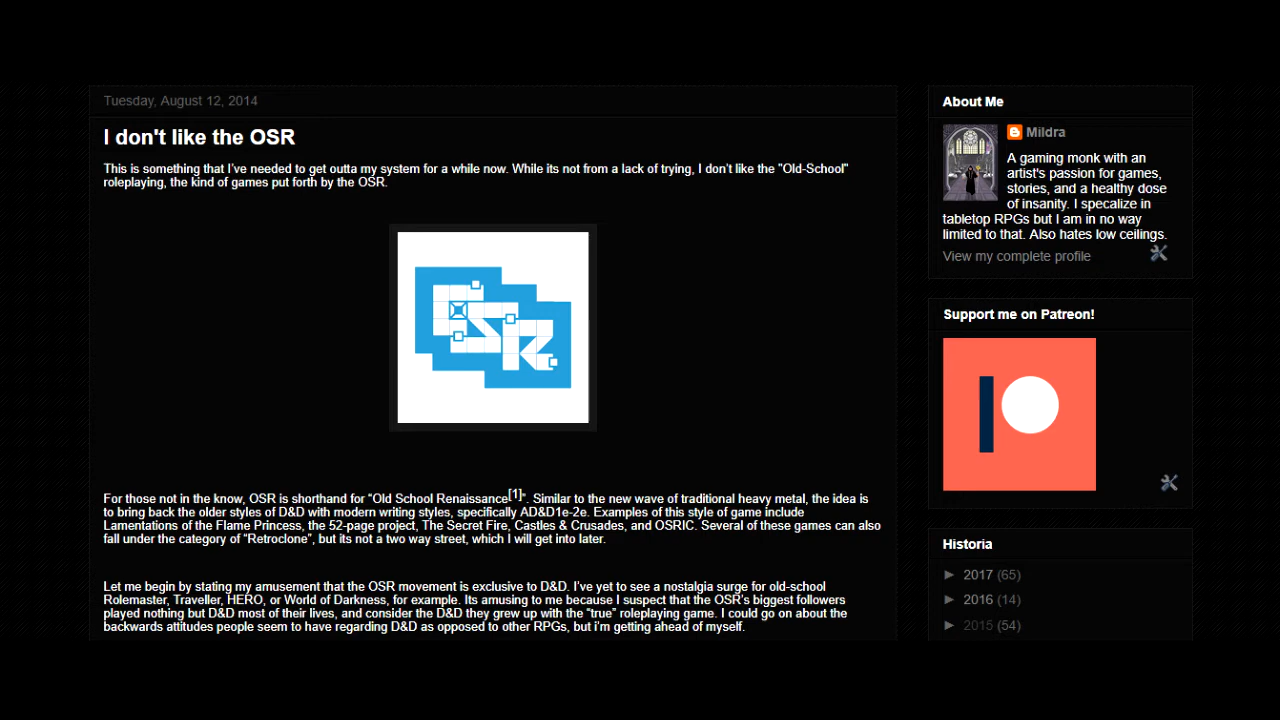 Tuesday, August 12, 2014
I don't like the OSR
This is something that I've needed to get outta my system for a while now. While its not from a lack of trying, I don't like the "Old-School"
roleplaying, the kind of games put forth by the OSR.
OSR
For those not in the know, OSR is shorthand for "Old School Renaissance[1]". Similar to the new wave of traditional heavy metal, the idea is
to bring back the older styles of D&D with modern writing styles, specifically AD&D1e-2e. Examples of this style of game include
Lamentations of the Flame Princess, the 52-page project, The Secret Fire, Castles & Crusades, and OSRIC. Several of these games can also
fall under the category of "Retroclone", but its not a two way street, which I will get into later.
Let me begin by stating my amusement that the OSR movement is exclusive to D&D. I've yet to see a nostalgia surge for old-school
Rolemaster, Traveller, HERO, or World of Darkness, for example. Its amusing to me because I suspect that the OSR's biggest followers
played nothing but D&D most of their lives, and consider the D&D they grew up with the "true" roleplaying game. I could go on about the
backwards attitudes people seem to have regarding D&D as opposed to other RPGs, but i'm getting ahead of myself.
About Me
Mildra
A gaming monk with an
artist's passion for games,
stories, and a healthy dose
of insanity. I specalize in
tabletop RPGs but I am in no way
limited to that. Also hates low ceilings.
View my complete profile
Support me on Patreon!
Historia
► 2017 (65)
► 2016 (14)
► 2015 (54)